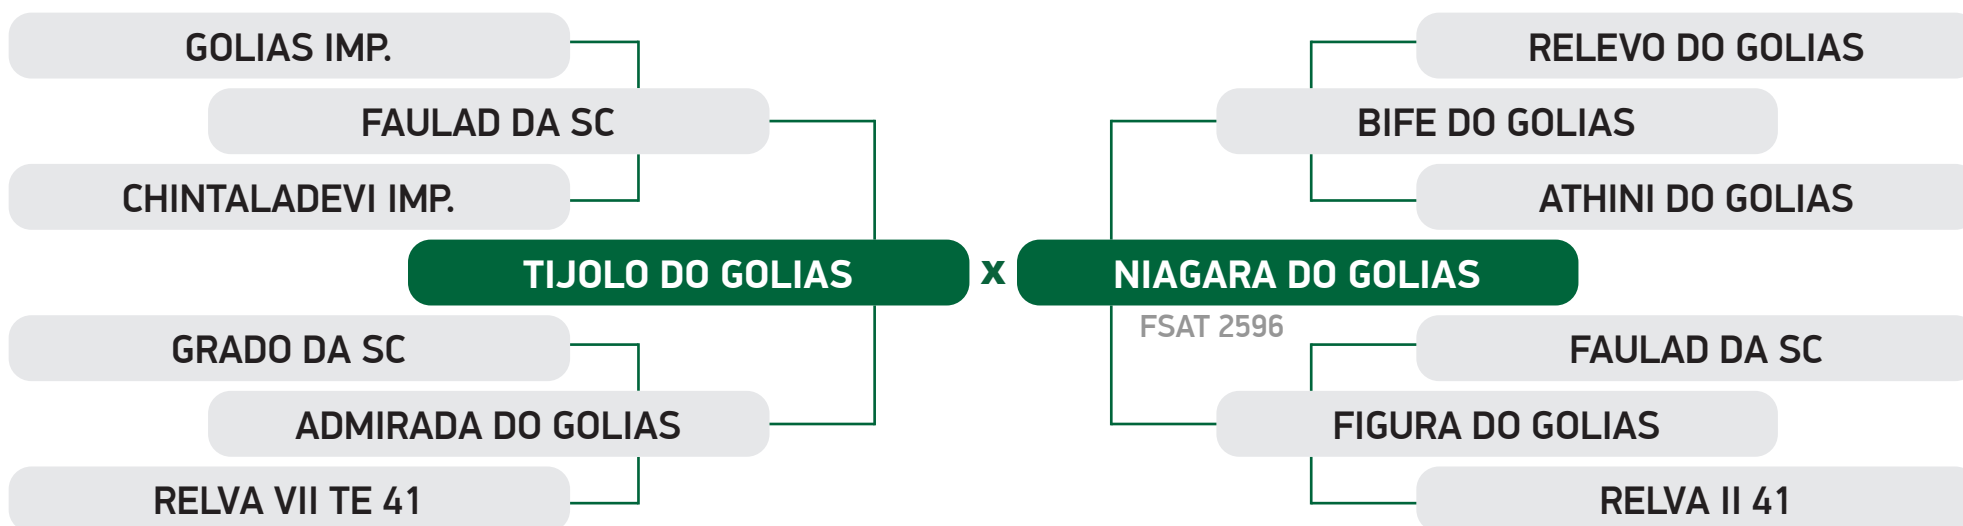 GOLIAS IMP.
RELEVO DO GOLIAS
FAULAD DA SC
BIFE DO GOLIAS
CHINTALADEVI IMP.
ATHINI DO GOLIAS
TIJOLO DO GOLIAS x NIAGARA DO GOLIAS
FSAT 2596
GRADO DA SC
FAULAD DA SC
ADMIRADA DO GOLIAS
FIGURA DO GOLIAS
RELVA VII TE 41
RELVA II 41